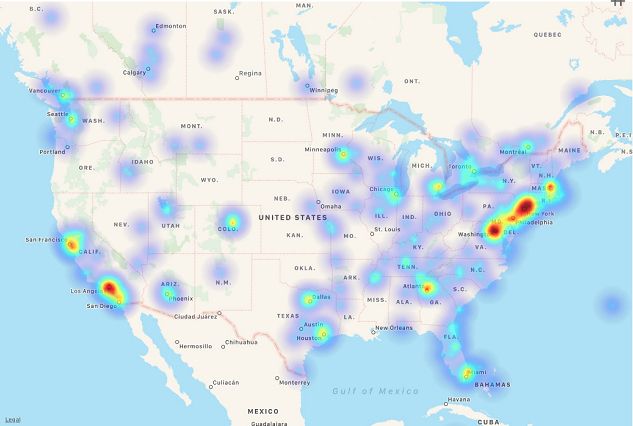 B.C.
SASK.
MAN.
Edmonton
QUEBEC
Calgary
Regina
ONT.
Vancouver
Winnipeg
Seattle
WASH.
N.B.
P.E.I.
N.D.
MONT.
MINN.
MAINE
Portland
Minneapolis
WIS.
Montréal
VT.
N.S.
ORE.
IDAHO
S.D.
MICH.
Toronto
N.H.
N.Y.
WYO.
IOWA
Chicago
MASS
R.I.
NEB.
Omaha
PA.
New York
ILL.
IND.
OHIO
NEV.
UTAH
COLO.
UNITED STATES
Philadelphia
MD.
San Francisco
KAN.
MO.
St. Louis
Washington
DEL.
CALIF.
KY.
VA.
OKLA.
TENN.
N.C.
ARK.
Los Angeles
ARIZ.
N.M.
Atlanta
S.C.
San Diego
Phoenix
Dallas
MISS.
ALA.
GA.
Ciudad Juárez
TEXAS
LA.
Austin
New Orleans
Houston
FLA.
Hermosillo
Chihuahua
Miami
Culiacán
Monterrey
BAHAMAS
Gulf of Mexico
Havana
MEXICO
Legal
Guadalajara
CUBA